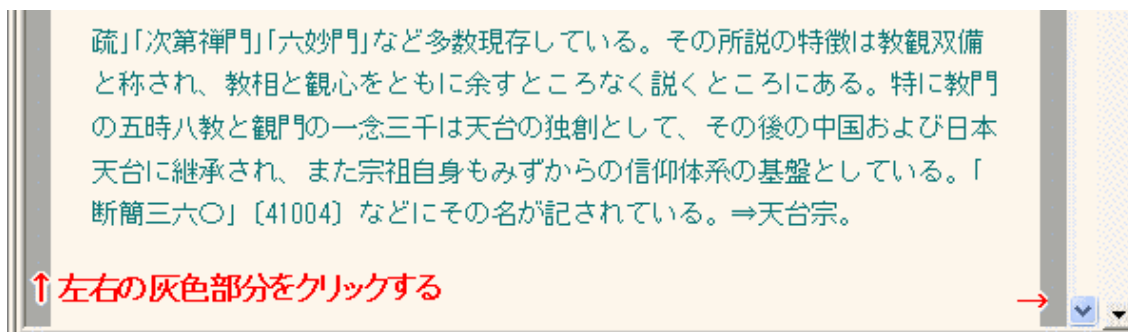 疏」「次第禅門」「六妙門」など多数現存している。その所説の特徴は教観双備
と称され、教相と観心をともに余すところなく説くところにある。特に教門
の五時八教と観門の一念三千は天台の独創として、その後の中国および日本
天台に継承され、また宗祖自身もみずからの信仰体系の基盤としている。「
断簡三六〇」〔41004〕などにその名が記されている。⇒天台宗。
↑左右の灰色部分をクリックする
→